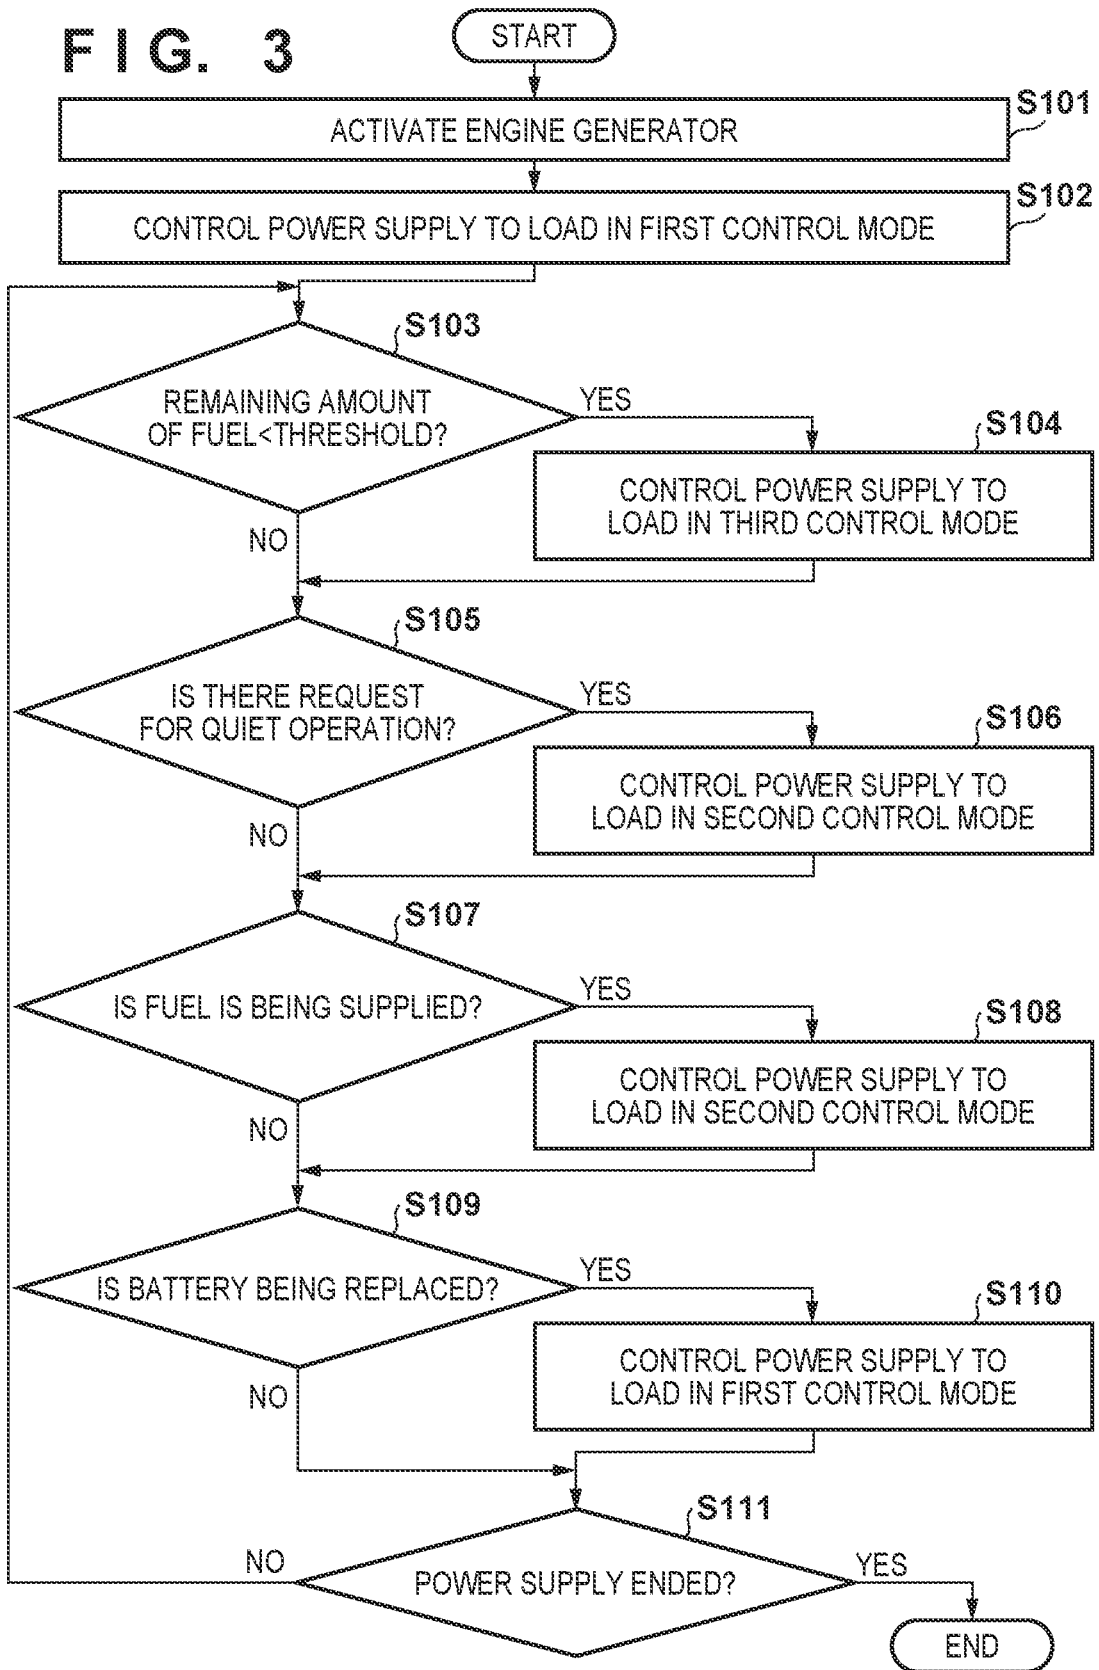 FIG. 3
START
S101
ACTIVATE ENGINE GENERATOR
S102
CONTROL POWER SUPPLY TO LOAD IN FIRST CONTROL MODE
S103
REMAINING AMOUNT
OF FUEL<THRESHOLD?
YES
NO
S104
CONTROL POWER SUPPLY TO
LOAD IN THIRD CONTROL MODE
S105
IS THERE REQUEST
FOR QUIET OPERATION?
YES
NO
S106
CONTROL POWER SUPPLY TO
LOAD IN SECOND CONTROL MODE
S107
IS FUEL IS BEING SUPPLIED?
YES
NO
S108
CONTROL POWER SUPPLY TO
LOAD IN SECOND CONTROL MODE
S109
IS BATTERY BEING REPLACED?
YES
NO
S110
CONTROL POWER SUPPLY TO
LOAD IN FIRST CONTROL MODE
S111
POWER SUPPLY ENDED?
NO
YES
END